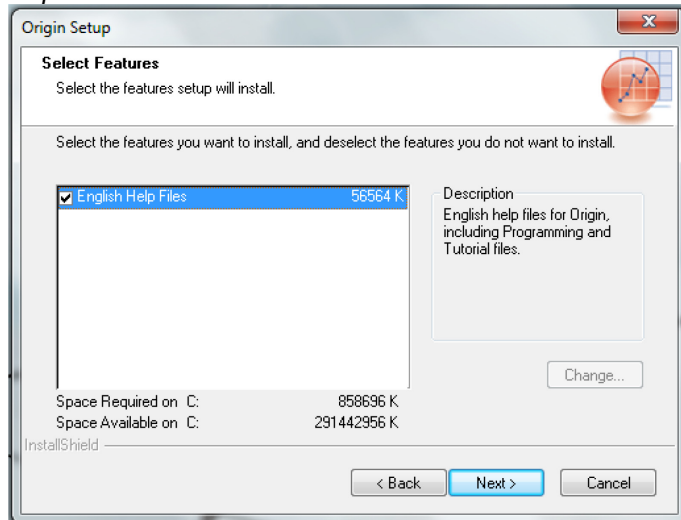 Origin Setup
Select Features
Select the features setup will install.
Select the features you want to install, and deselect the features you do not want to install.
English Help Files 56564 K
Description
English help files for Origin,
including Programming and
Tutorial files.
Change...
Space Required on C: 858696 K
Space Available on C: 291442956 K
InstallShield
< Back Next > Cancel